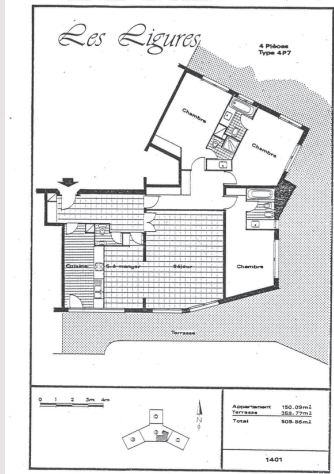 Les Ligures
4 Pièces
Type 4P7
Chambre
Chambre
Cuisine
S. à manger
Séjour
Chambre
Terrasse
0 1 2 3m 4m
N
Appartement 150.09m2
Terrasse 359.77m2
Total 509.86m2
1401